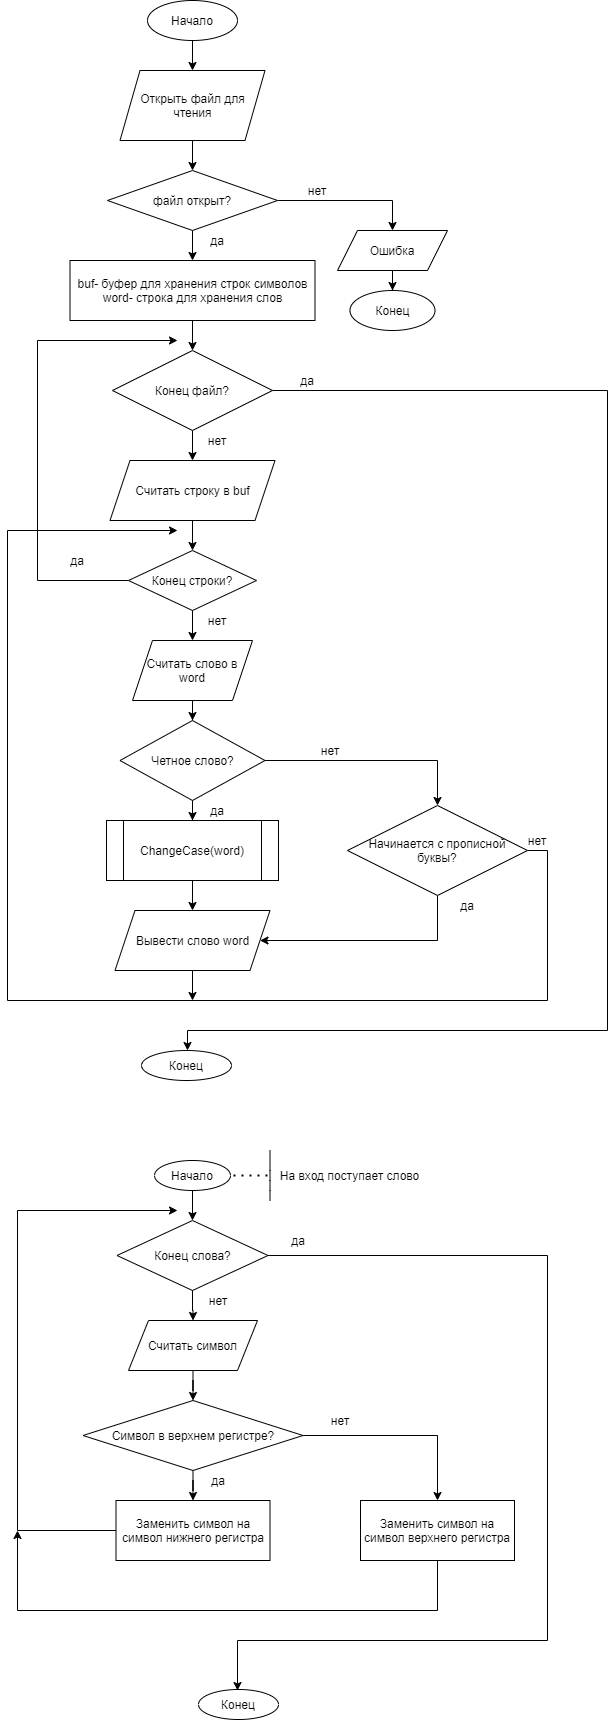 Начало
Открыть файл для
чтения
файл открыт?
нет
да
Ошибка
Конец
buf- буфер для хранения строк символов
word- строка для хранения слов
Конец файл?
да
нет
Считать строку в buf
Конец строки?
да
нет
Считать слово в
word
Четное слово?
нет
да
ChangeCase(word)
Начинается с прописной
буквы?
нет
да
Вывести слово word
Конец
Начало
На вход поступает слово
Конец слова?
да
нет
Считать символ
Символ в верхнем регистре?
нет
да
Заменить символ на
символ нижнего регистра
Заменить символ на
символ верхнего регистра
Конец